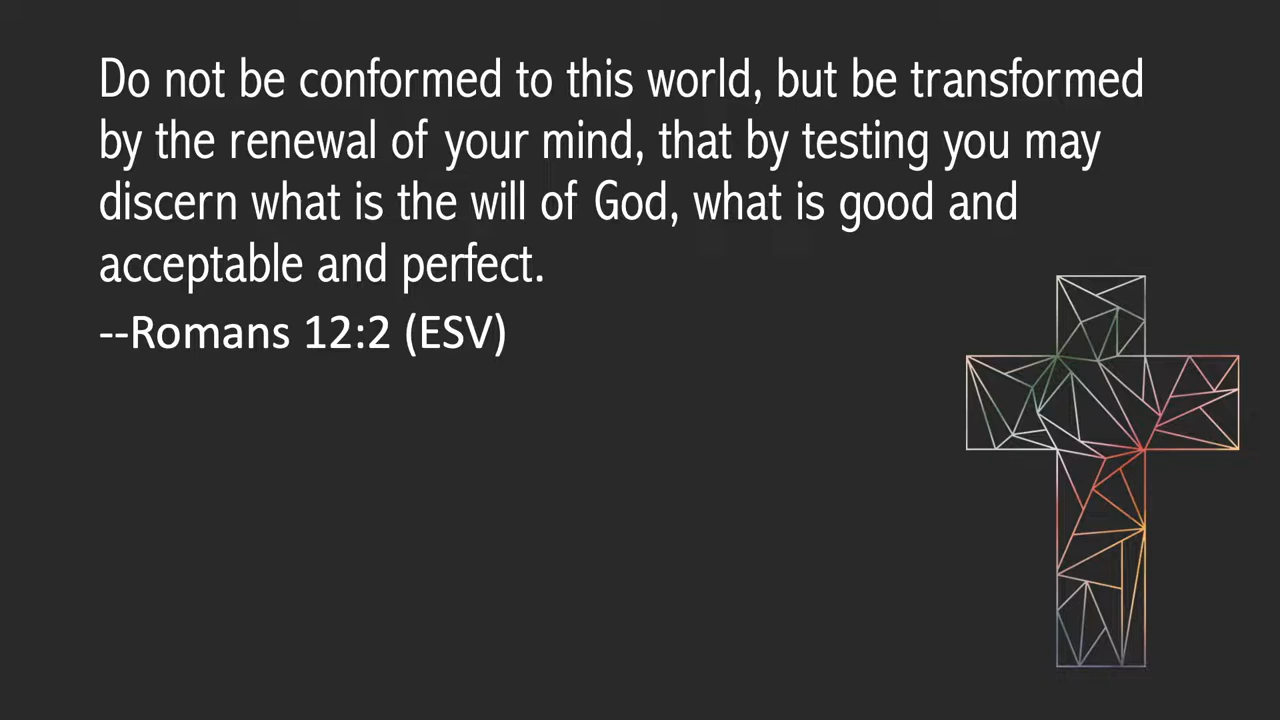 Do not be conformed to this world, but be transformed
by the renewal of your mind, that by testing you may
discern what is the will of God, what is good and
acceptable and perfect.
--Romans 12:2 (ESV)